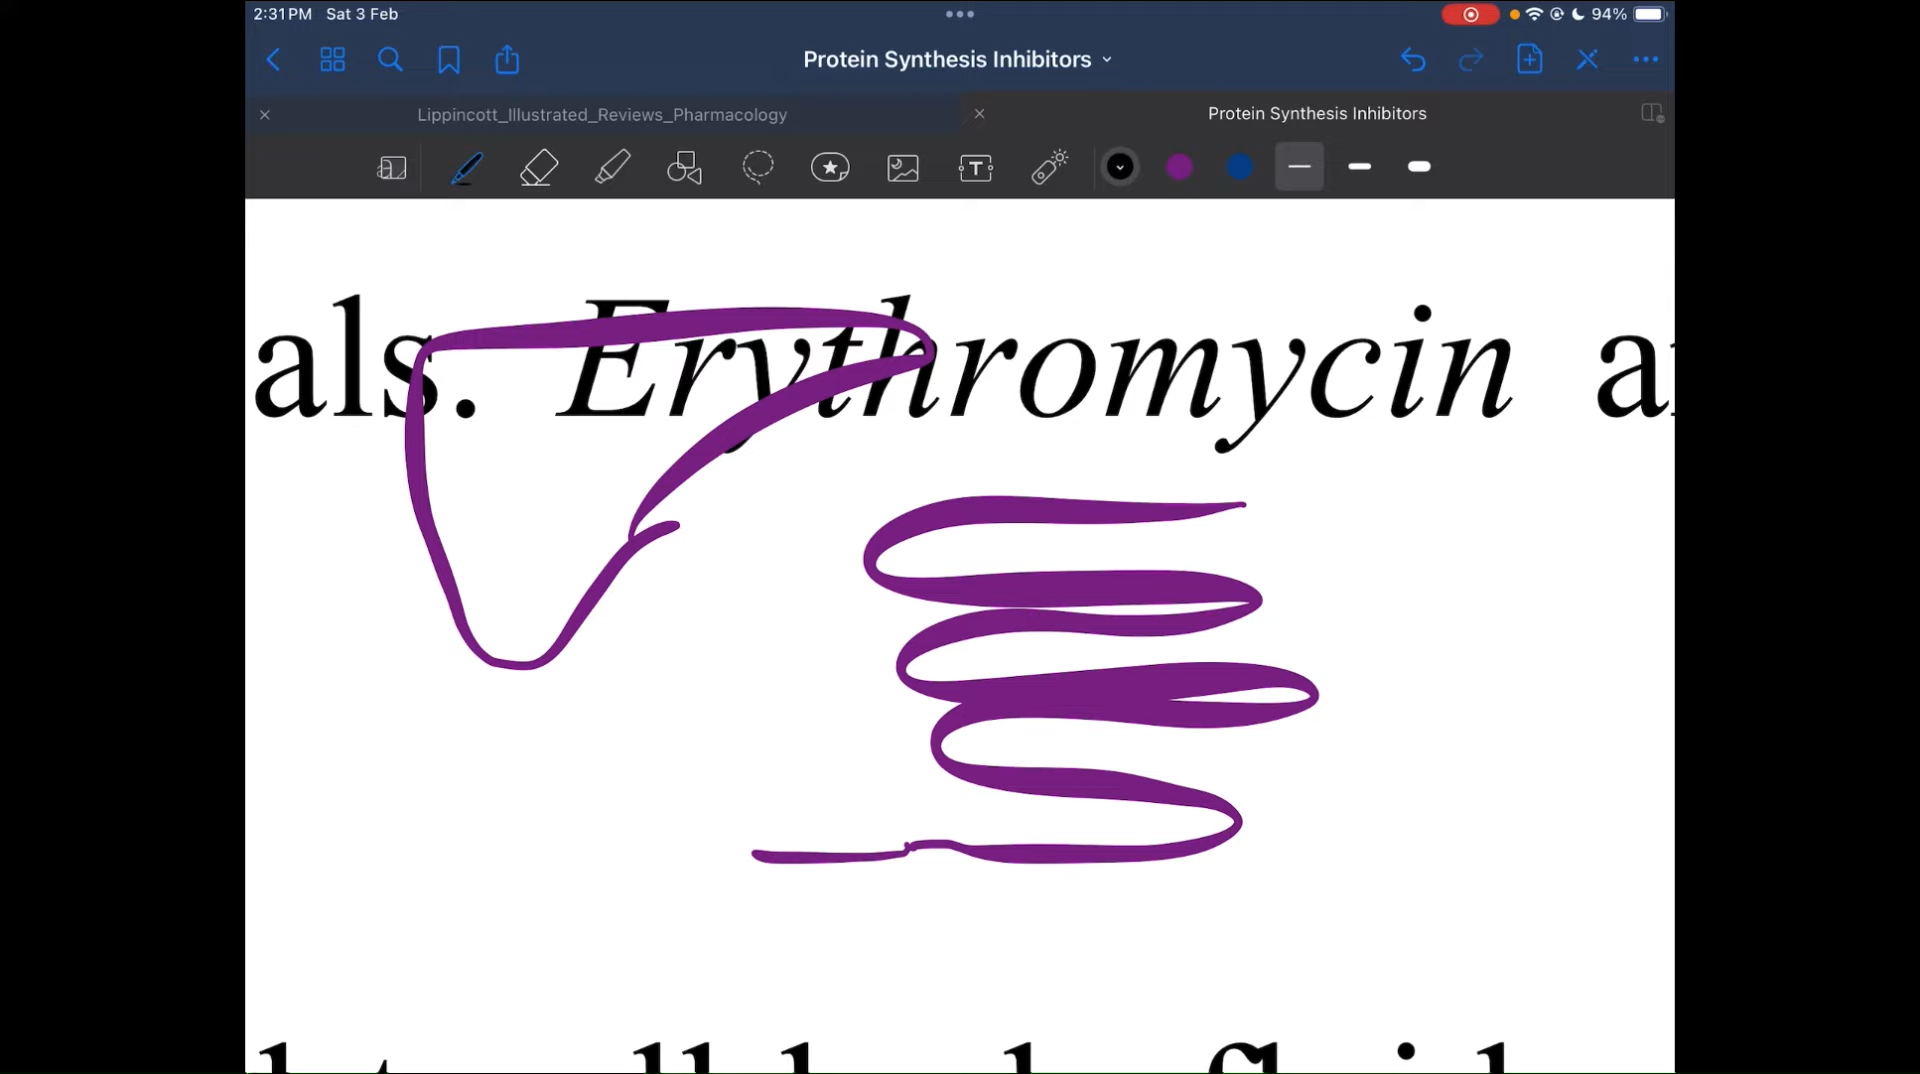 2:31 PM Sat 3 Feb
94%
Protein Synthesis Inhibitors
Lippincott_Illustrated_Reviews_Pharmacology
Protein Synthesis Inhibitors
als. Erythromycin